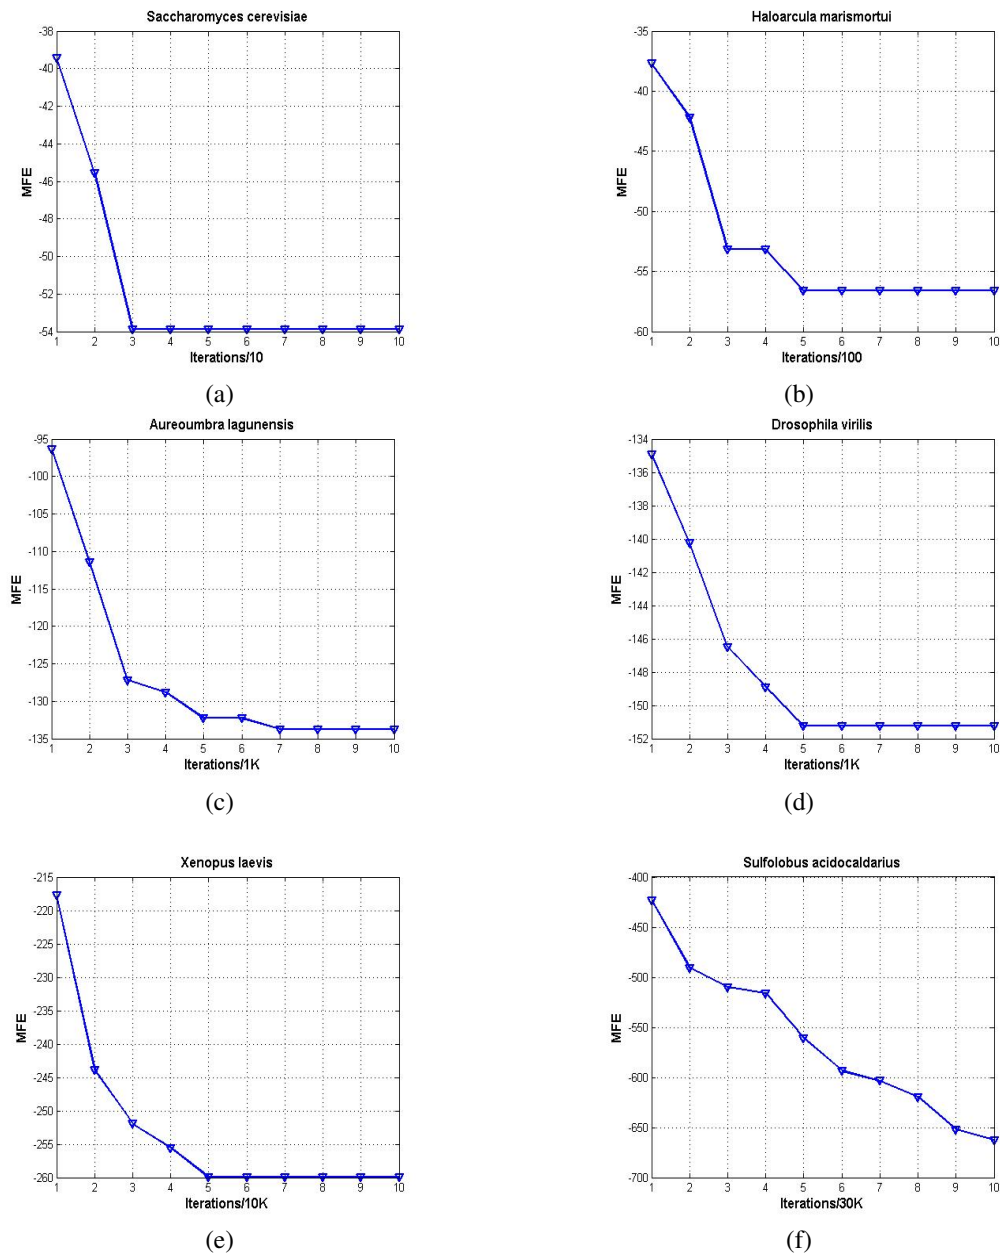 Saccharomyces cerevisiae
-38
-40
-42
-44
-46
-48
-50
-52
-54
MFE
1 2 3 4 5 6 7 8 9 10
Iterations/10
(a)
Haloarcula marismortui
-35
-40
-45
-50
-55
-60
MFE
1 2 3 4 5 6 7 8 9 10
Iterations/100
(b)
Aureoumbra lagunensis
-95
-100
-105
-110
-115
-120
-125
-130
-135
MFE
1 2 3 4 5 6 7 8 9 10
Iterations/1K
(c)
Drosophila virilis
-134
-136
-138
-140
-142
-144
-146
-148
-150
-152
MFE
1 2 3 4 5 6 7 8 9 10
Iterations/1K
(d)
Xenopus laevis
-215
-220
-225
-230
-235
-240
-245
-250
-255
-260
MFE
1 2 3 4 5 6 7 8 9 10
Iterations/10K
(e)
Sulfolobus acidocaldarius
-400
-450
-500
-550
-600
-650
-700
MFE
1 2 3 4 5 6 7 8 9 10
Iterations/30K
(f)